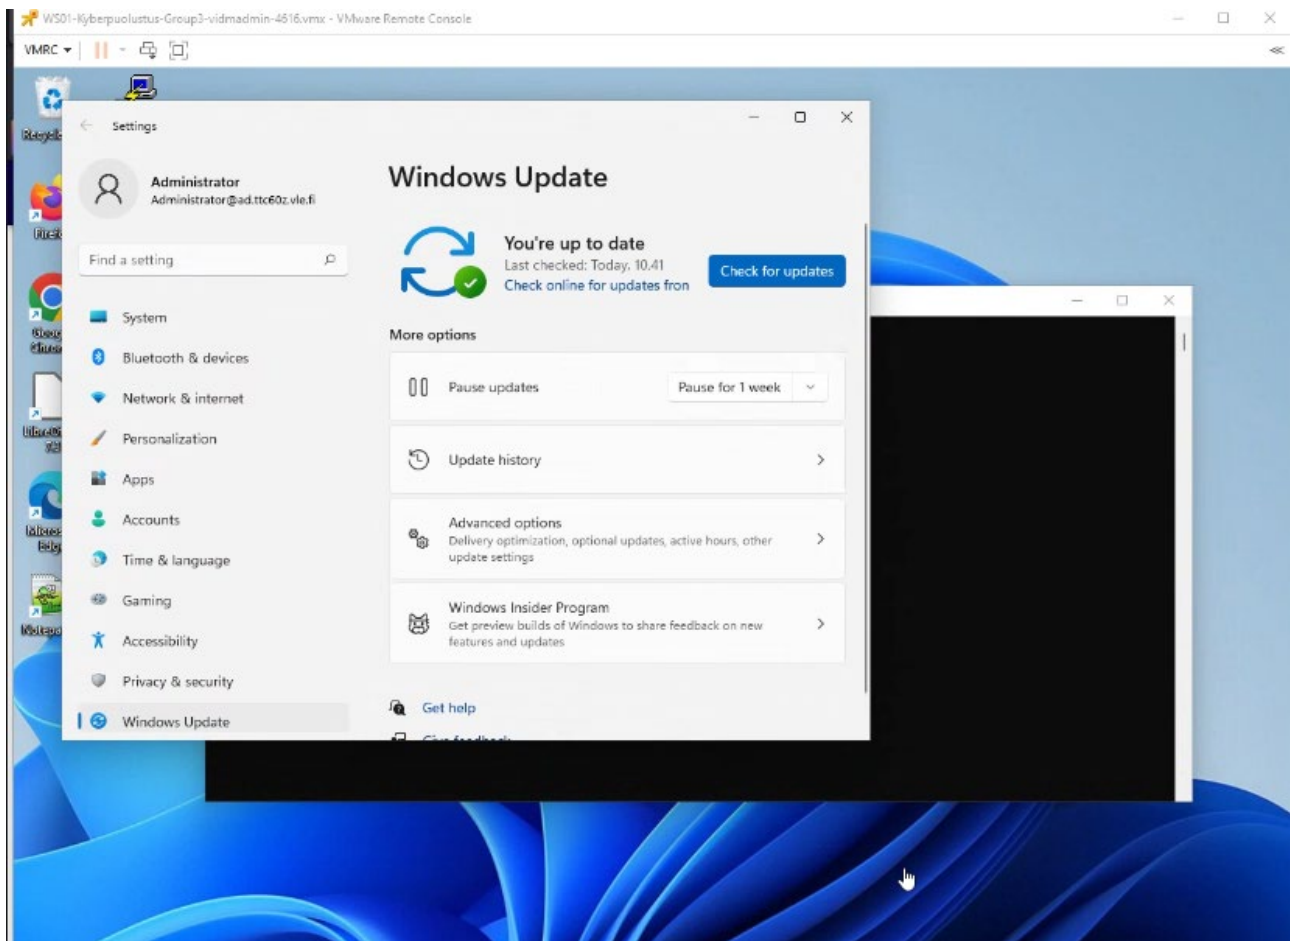 WS01-Kyberpuolustus-Group3-vidmadmin-4616.vmx - VMware Remote Console
VMRC
Settings
Administrator
Administrator@ad.ttc60z.vle.fi
Find a setting
System
Bluetooth & devices
Network & internet
Personalization
Apps
Accounts
Time & language
Gaming
Accessibility
Privacy & security
Windows Update
Windows Update
You're up to date
Last checked: Today, 10.41
Check online for updates fron
Check for updates
More options
Pause updates
Pause for 1 week
Update history
Advanced options
Delivery optimization, optional updates, active hours, other
update settings
Windows Insider Program
Get preview builds of Windows to share feedback on new
features and updates
Get help
Give feedback